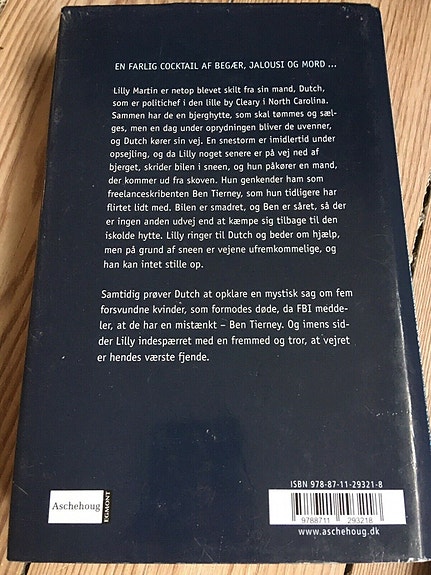 EN FARLIG COCKTAIL AF BEGÆR, JALOUSI OG MORD ...
Lilly Martin er netop blevet skilt fra sin mand, Dutch,
som er politichef i den lille by Cleary i North Carolina.
Sammen har de en bjerghytte, som skal tømmes og sæl-
ges, men en dag under oprydningen bliver de uvenner,
og Dutch kører sin vej. En snestorm er imidlertid under
opsejling, og da Lilly noget senere er på vej ned af
bjerget, skrider bilen i sneen, og hun påkører en mand,
der kommer ud fra skoven. Hun genkender ham som
freelanceskribenten Ben Tierney, som hun tidligere har
flirtet lidt med. Bilen er smadret, og Ben er såret, så der
er ingen anden udvej end at kæmpe sig tilbage til den
iskolde hytte. Lilly ringer til Dutch og beder om hjælp,
men på grund af sneen er vejene ufremkommelige, og
han kan intet stille op.
Samtidig prøver Dutch at opklare en mystisk sag om fem
forsvundne kvinder, som formodes døde, da FBI medde-
ler, at de har en mistænkt – Ben Tierney. Og imens sid-
der Lilly indespærret med en fremmed og tror, at vejret
er hendes værste fjende.
ISBN 978-87-11-29321-8
9788711 293218
www.aschehoug.dk
Aschehoug
EGMONT